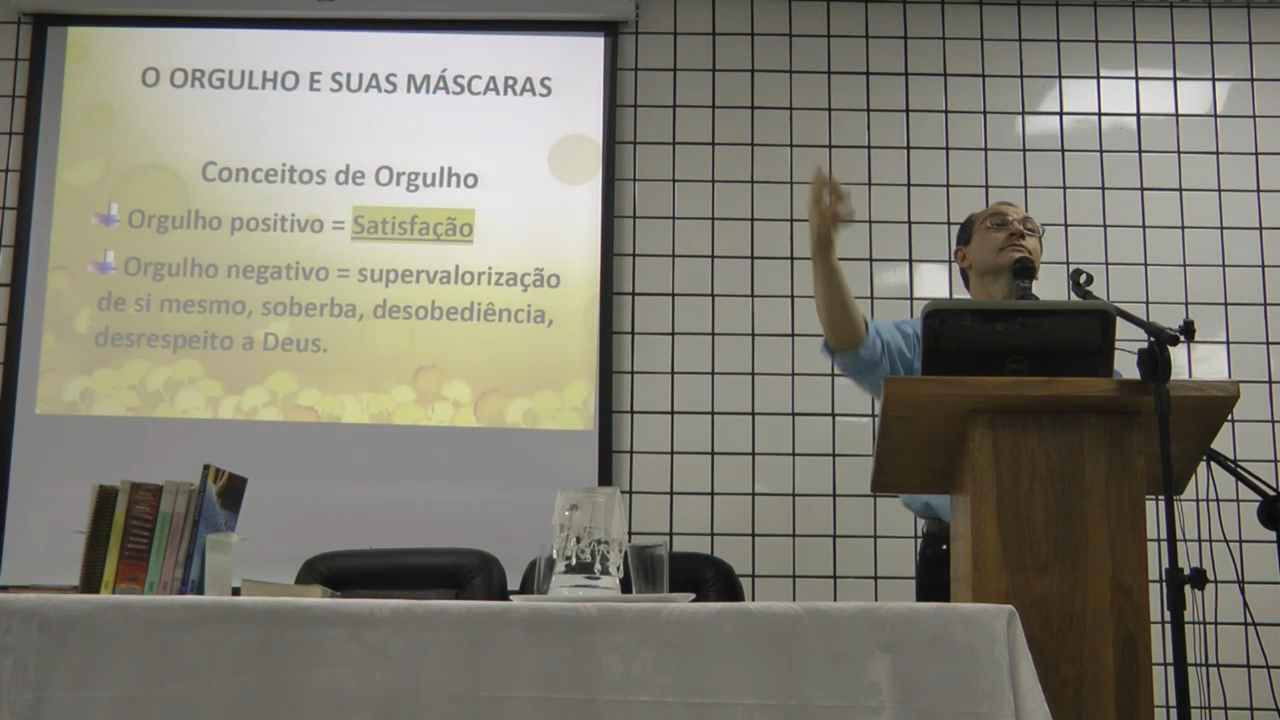 O ORGULHO E SUAS MÁSCARAS
Conceitos de Orgulho
Orgulho positivo = Satisfação
Orgulho negativo = supervalorização
de si mesmo, soberba, desobediência,
desrespeito a Deus.